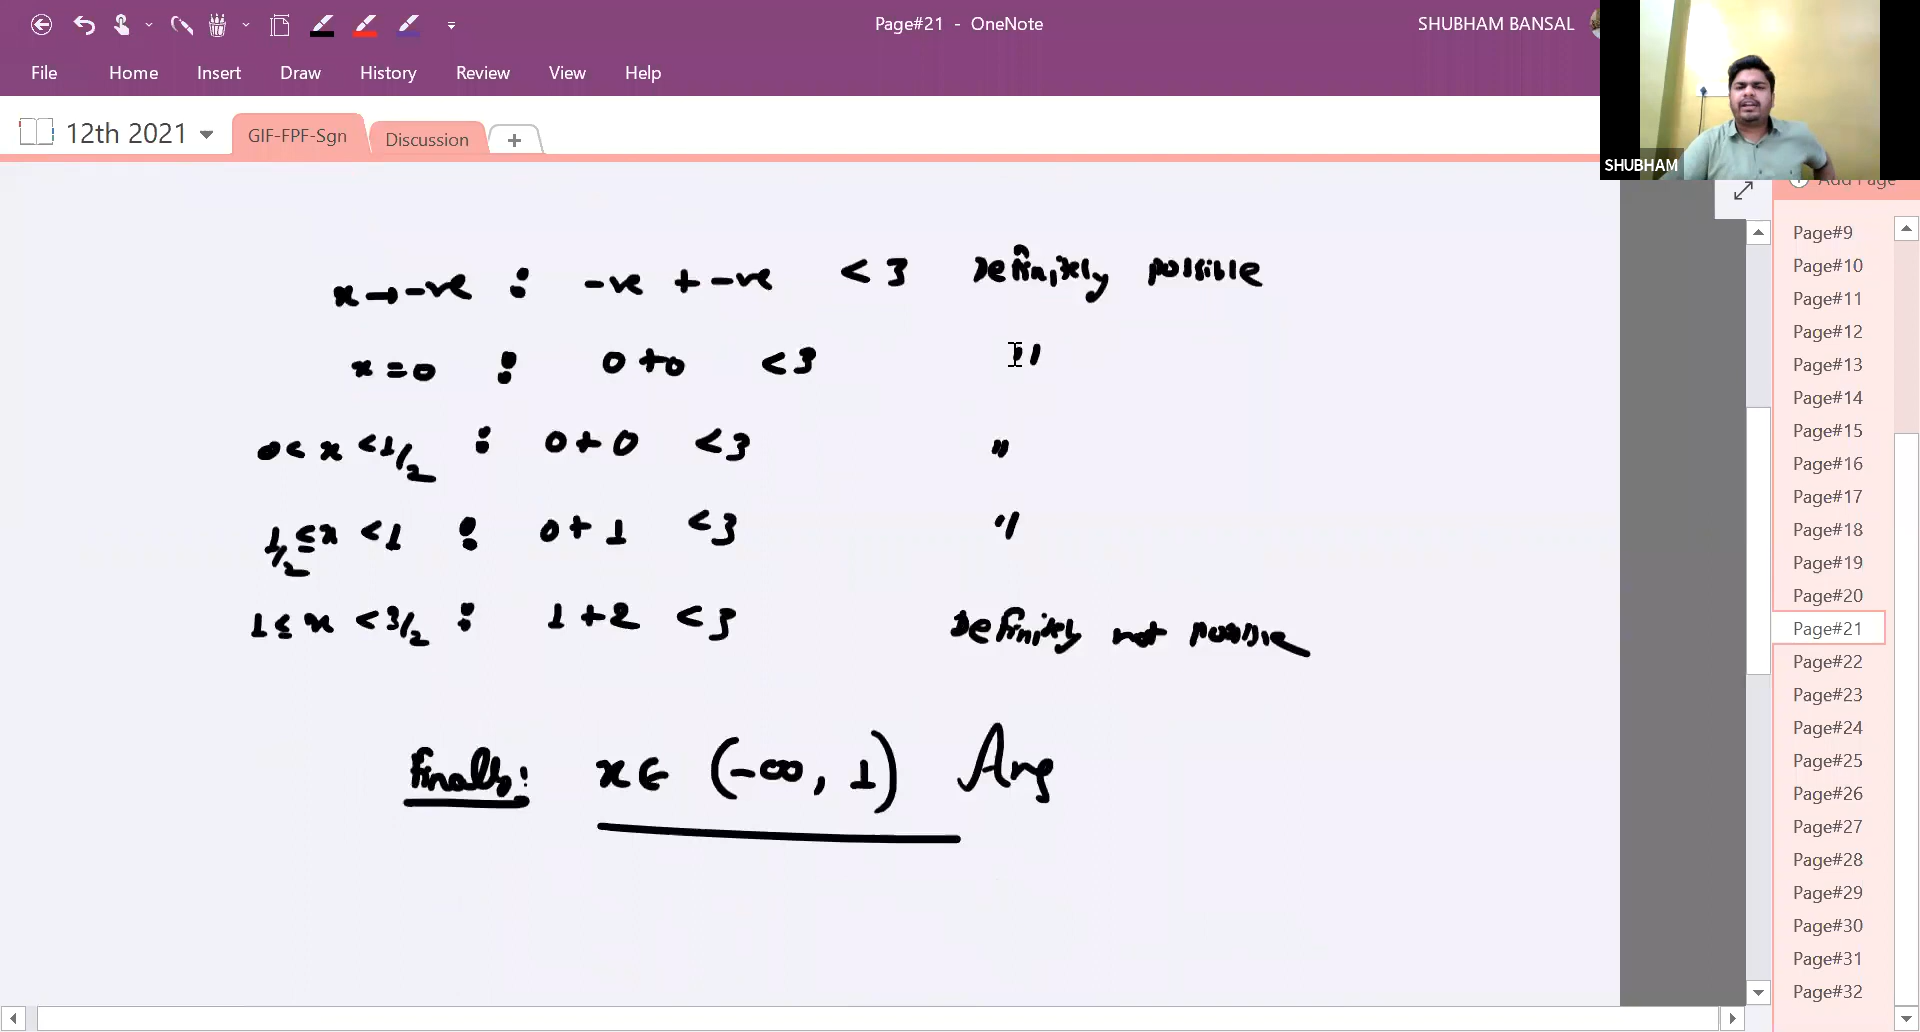 Page#21 - OneNote
SHUBHAM BANSAL
File Home Insert Draw History Review View Help
12th 2021
GIF-FPF-Sgn
Discussion
+
SHUBHAM
Add Page
x→-ve : -ve + -ve < 3 Definitely possible
x = 0 : 0 + 0 < 3 "
0 < x < 1/2 : 0 + 0 < 3 "
1/2 ≤ x < 1 : 0 + 1 < 3 "
1 ≤ x < 3/2 : 1 + 2 < 3
not
Finally: x ∈ (-∞, 1) Ans
Page#9
Page#10
Page#11
Page#12
Page#13
Page#14
Page#15
Page#16
Page#17
Page#18
Page#19
Page#20
Page#21
Page#22
Page#23
Page#24
Page#25
Page#26
Page#27
Page#28
Page#29
Page#30
Page#31
Page#32